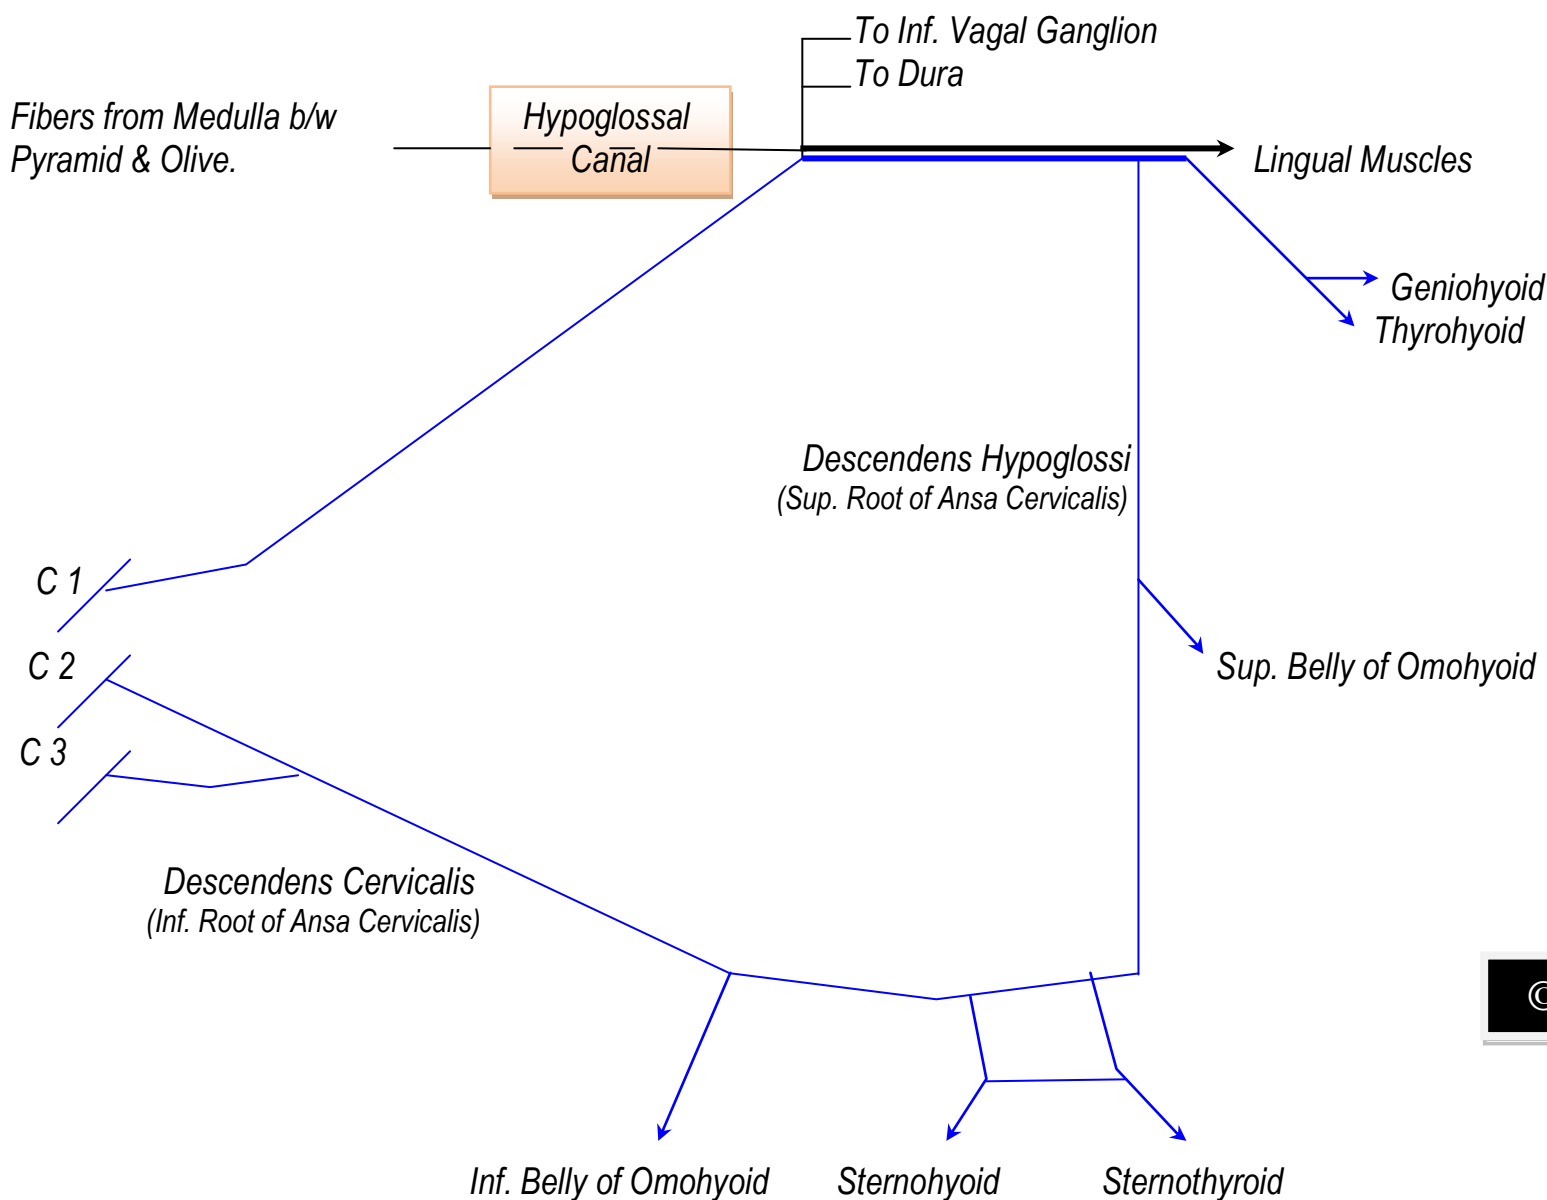 To Inf. Vagal Ganglion
To Dura
Fibers from Medulla b/w
Pyramid & Olive.
Hypoglossal
Canal
Lingual Muscles
Geniohyoid
Thyrohyoid
Descendens Hypoglossi
(Sup. Root of Ansa Cervicalis)
C 1
C 2
Sup. Belly of Omohyoid
C 3
Descendens Cervicalis
(Inf. Root of Ansa Cervicalis)
©
Inf. Belly of Omohyoid
Sternohyoid
Sternothyroid